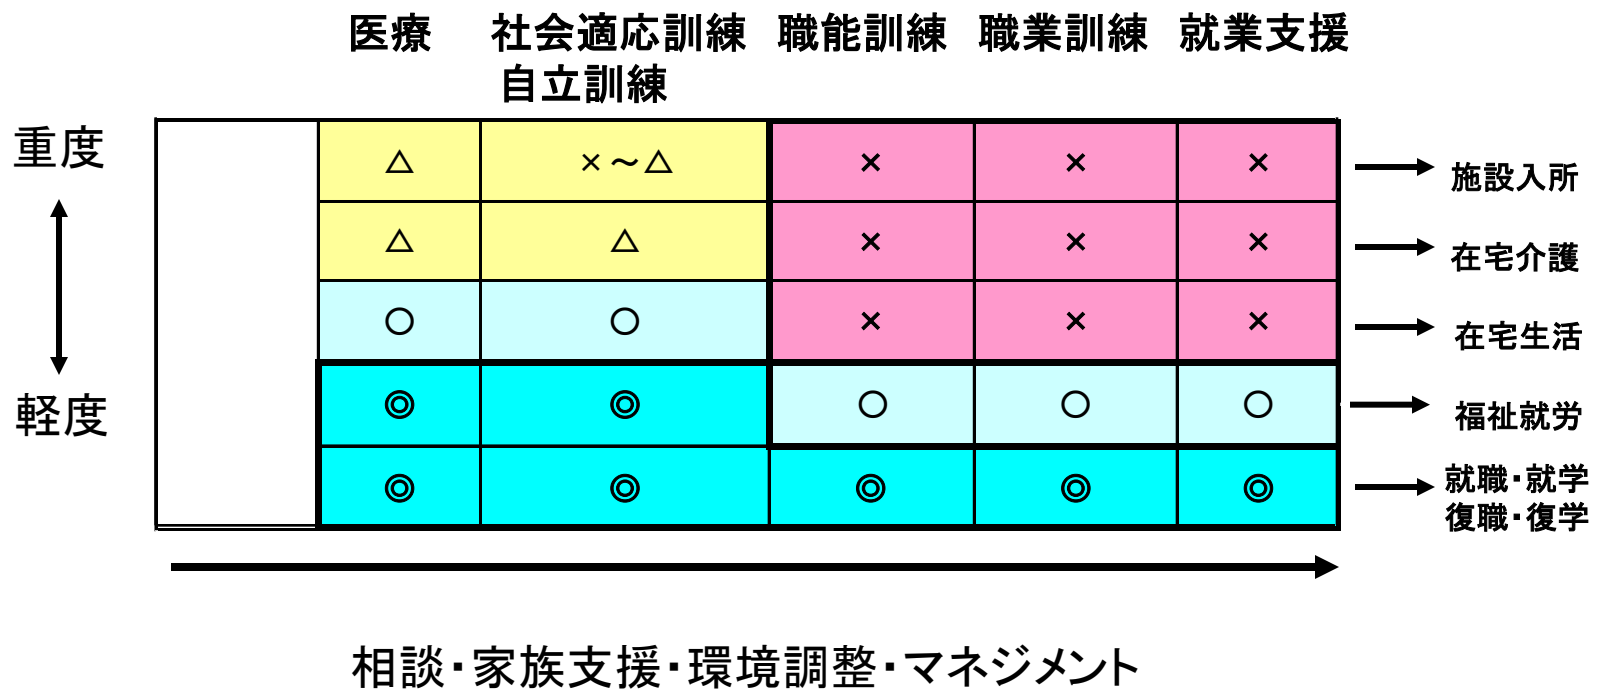 医療 社会適応訓練 職能訓練 職業訓練 就業支援
自立訓練
重度 △ ×～△ × × × 施設入所
△ △ × × × 在宅介護
○ ○ × × × 在宅生活
軽度 ◎ ◎ ○ ○ ○ 福祉就労
◎ ◎ ◎ ◎ ◎ 就職・就学
復職・復学
相談・家族支援・環境調整・マネジメント